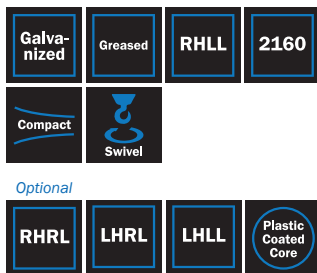 Galva-
nized
Greased
RHLL
2160
Compact
Swivel
Optional
RHRL
LHRL
LHLL
Plastic
Coated
Core